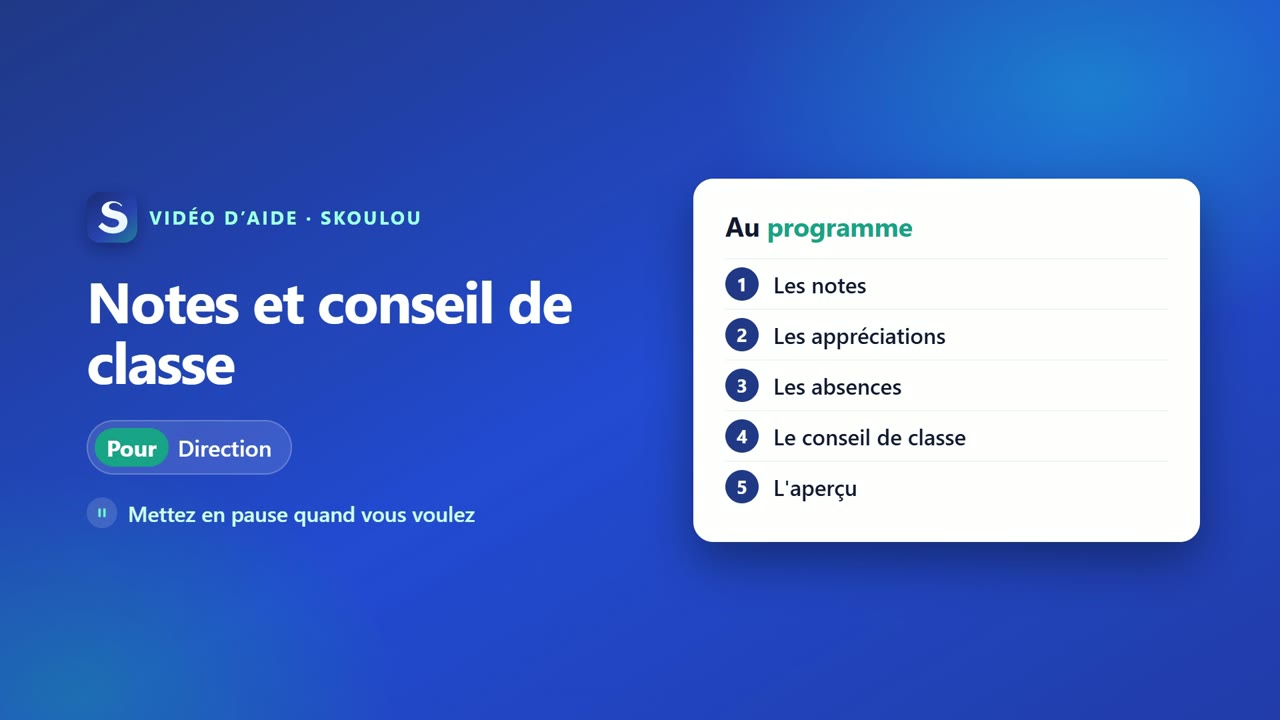 S
VIDÉO D’AIDE · SKOULOU
Notes et conseil de
classe
Pour Direction
Mettez en pause quand vous voulez
Au programme
1 Les notes
2 Les appréciations
3 Les absences
4 Le conseil de classe
5 L'aperçu